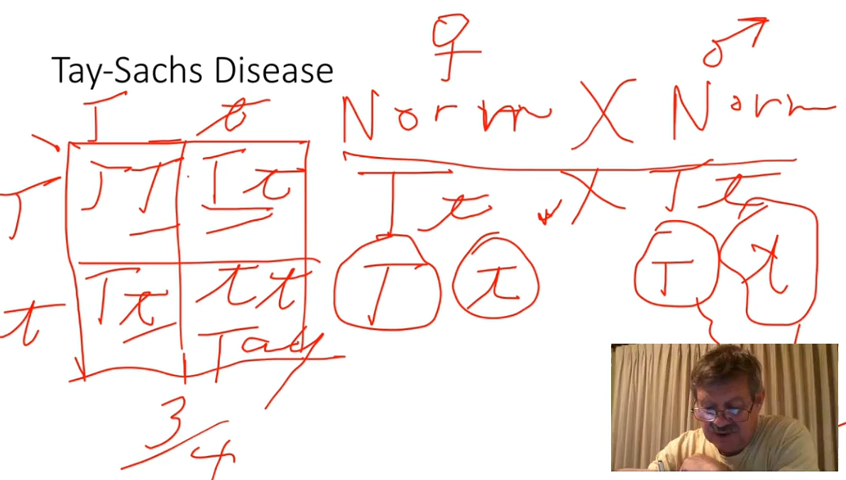 Tay-Sachs Disease
♀ ♂
Norm X Norm
Tt X Tt
T t T t
T t
T TT Tt
t Tt tt
Tay
3/4